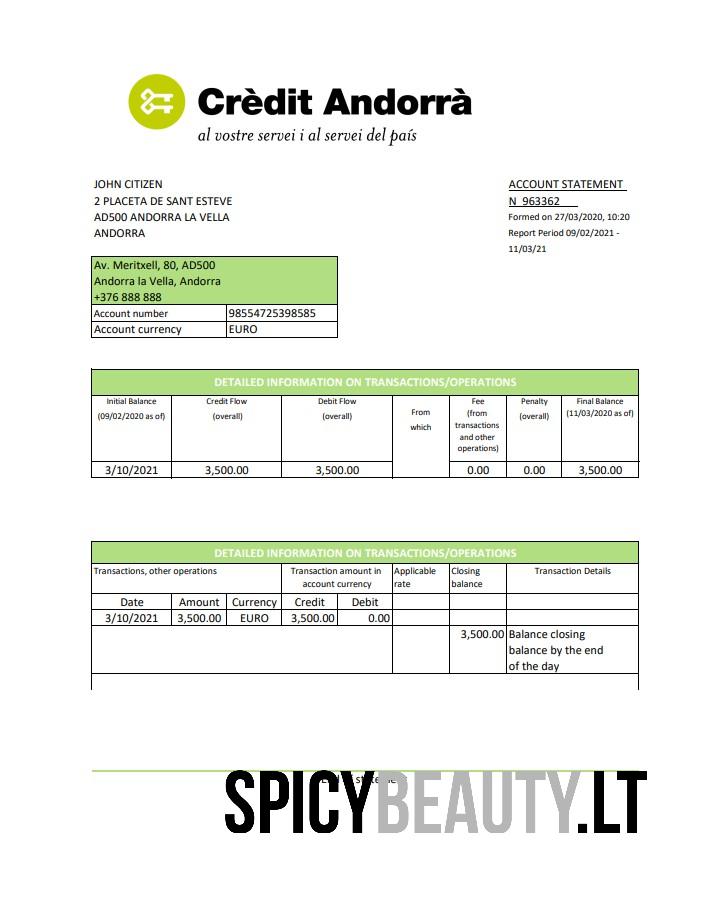 Crèdit Andorrà
al vostre servei i al servei del país
JOHN CITIZEN
2 PLACETA DE SANT ESTEVE
AD500 ANDORRA LA VELLA
ANDORRA
ACCOUNT STATEMENT
N 963362
Formed on 27/03/2020, 10:20
Report Period 09/02/2021 -
11/03/21
Av. Meritxell, 80, AD500
Andorra la Vella, Andorra
+376 888 888
Account number 98554725398585
Account currency EURO
DETAILED INFORMATION ON TRANSACTIONS/OPERATIONS
Initial Balance
(09/02/2020 as of)
Credit Flow
(overall)
Debit Flow
(overall)
From
which
Fee
(from
transactions
and other
operations)
Penalty
(overall)
Final Balance
(11/03/2020 as of)
3/10/2021 3,500.00 3,500.00 0.00 0.00 3,500.00
DETAILED INFORMATION ON TRANSACTIONS/OPERATIONS
Transactions, other operations
Transaction amount in
account currency
Applicable
rate
Closing
balance
Transaction Details
Date Amount Currency Credit Debit
3/10/2021 3,500.00 EURO 3,500.00 0.00
3,500.00 Balance closing
balance by the end
of the day
SPICYBEAUTY.LT